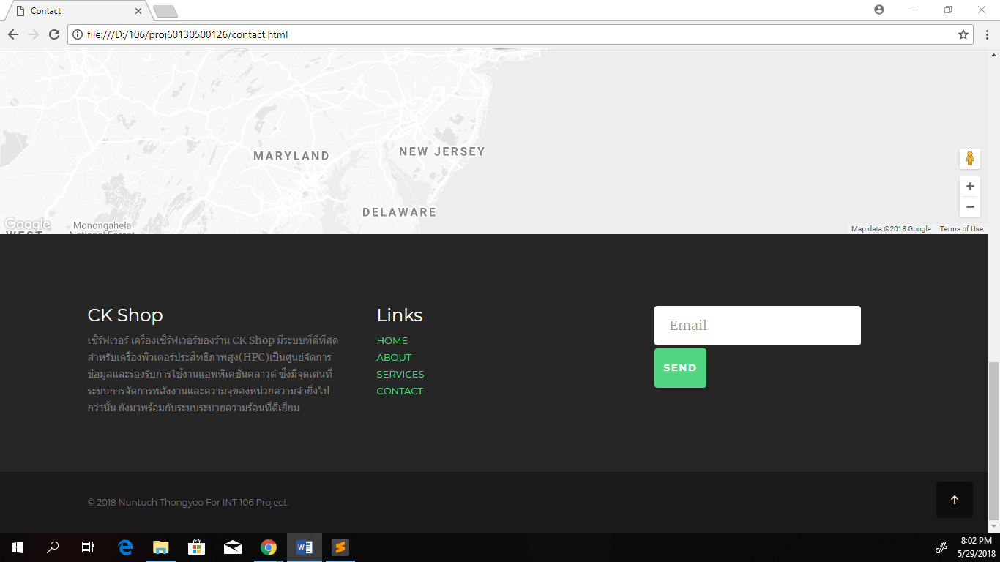 Contact
file:///D:/106/proj60130500126/contact.html
MARYLAND
NEW JERSEY
DELAWARE
Google
Monongahela
National Forest
WEST
Map data ©2018 Google
Terms of Use
CK Shop
เซิร์ฟเวอร์ เครื่องเซิร์ฟเวอร์ของร้าน CK Shop มีระบบที่ดีที่สุด
สำหรับเครื่องพิวเตอร์ประสิทธิภาพสูง(HPC)เป็นศูนย์จัดการ
ข้อมูลและรองรับการใช้งานแอพพิเคชั่นคลาวด์ ซึ่งมีจุดเด่นที่
ระบบการจัดการพลังงานและความจุของหน่วยความจำยิ่งไป
กว่านั้น ยังมาพร้อมกับระบบระบายความร้อนที่ดีเยี่ยม
Links
HOME
ABOUT
SERVICES
CONTACT
Email
SEND
© 2018 Nuntuch Thongyoo For INT 106 Project.
8:02 PM
5/29/2018